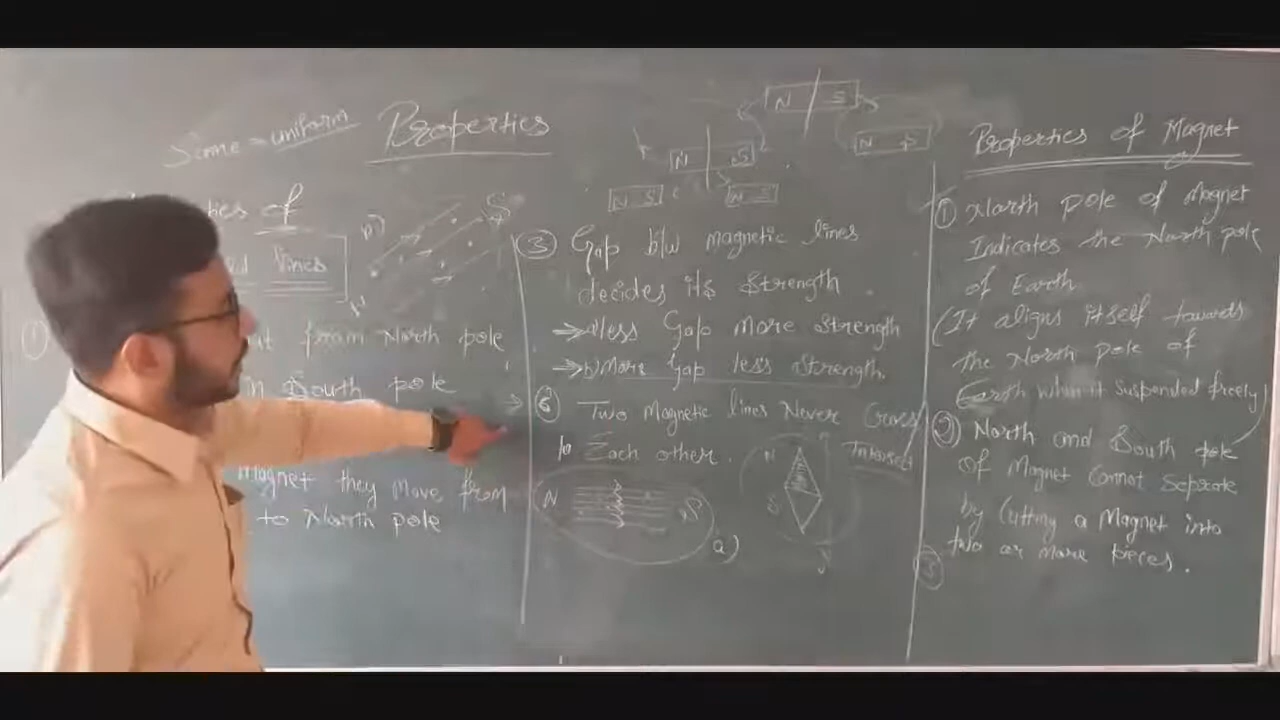 Same = uniform
Properties
of
lines
from North pole
in South pole
magnet they move from
to North pole
N S
N S
N S
N S
N S
③ Gap b/w magnetic lines
decides its strength
a) less Gap more strength
b) More Gap less strength
⑥ Two Magnetic lines Never Cross
to Each other.
Intersect
N
S
N
S
a)
Properties of Magnet
① North pole of Magnet
Indicates the North pole
of Earth
(It aligns itself towards
the North pole of
Earth when it suspended freely)
② North and South pole
of Magnet Cannot Seprate
by Cutting a Magnet into
two or more pieces.
③